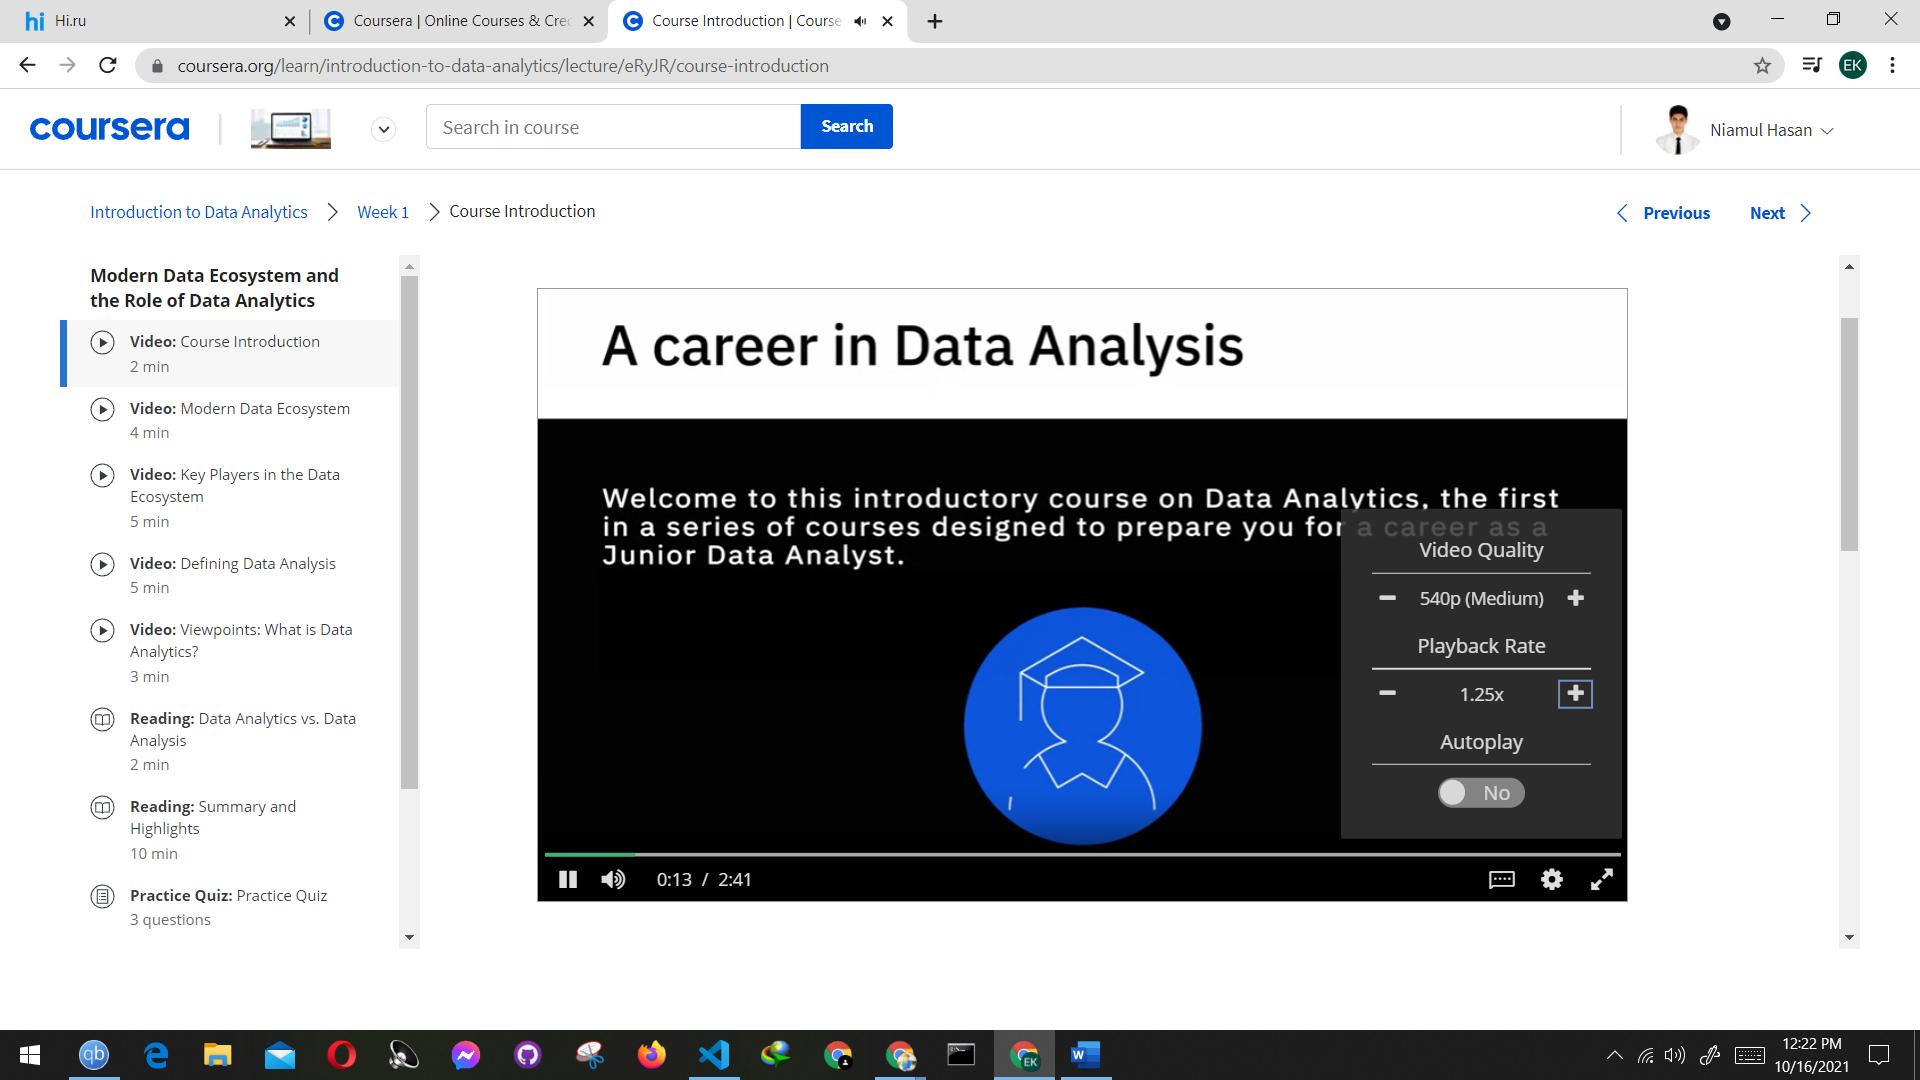 Hi.ru
Coursera | Online Courses & Cre
Course Introduction | Course
coursera.org/learn/introduction-to-data-analytics/lecture/eRyJR/course-introduction
EK
coursera
Search in course
Search
Niamul Hasan
Introduction to Data Analytics
Week 1
Course Introduction
Previous
Next
Modern Data Ecosystem and
the Role of Data Analytics
Video: Course Introduction
2 min
Video: Modern Data Ecosystem
4 min
Video: Key Players in the Data
Ecosystem
5 min
Video: Defining Data Analysis
5 min
Video: Viewpoints: What is Data
Analytics?
3 min
Reading: Data Analytics vs. Data
Analysis
2 min
Reading: Summary and
Highlights
10 min
Practice Quiz: Practice Quiz
3 questions
A career in Data Analysis
Welcome to this introductory course on Data Analytics, the first
in a series of courses designed to prepare you for a career as a
Junior Data Analyst.
Video Quality
540p (Medium)
Playback Rate
1.25x
Autoplay
No
0:13 / 2:41
12:22 PM
10/16/2021